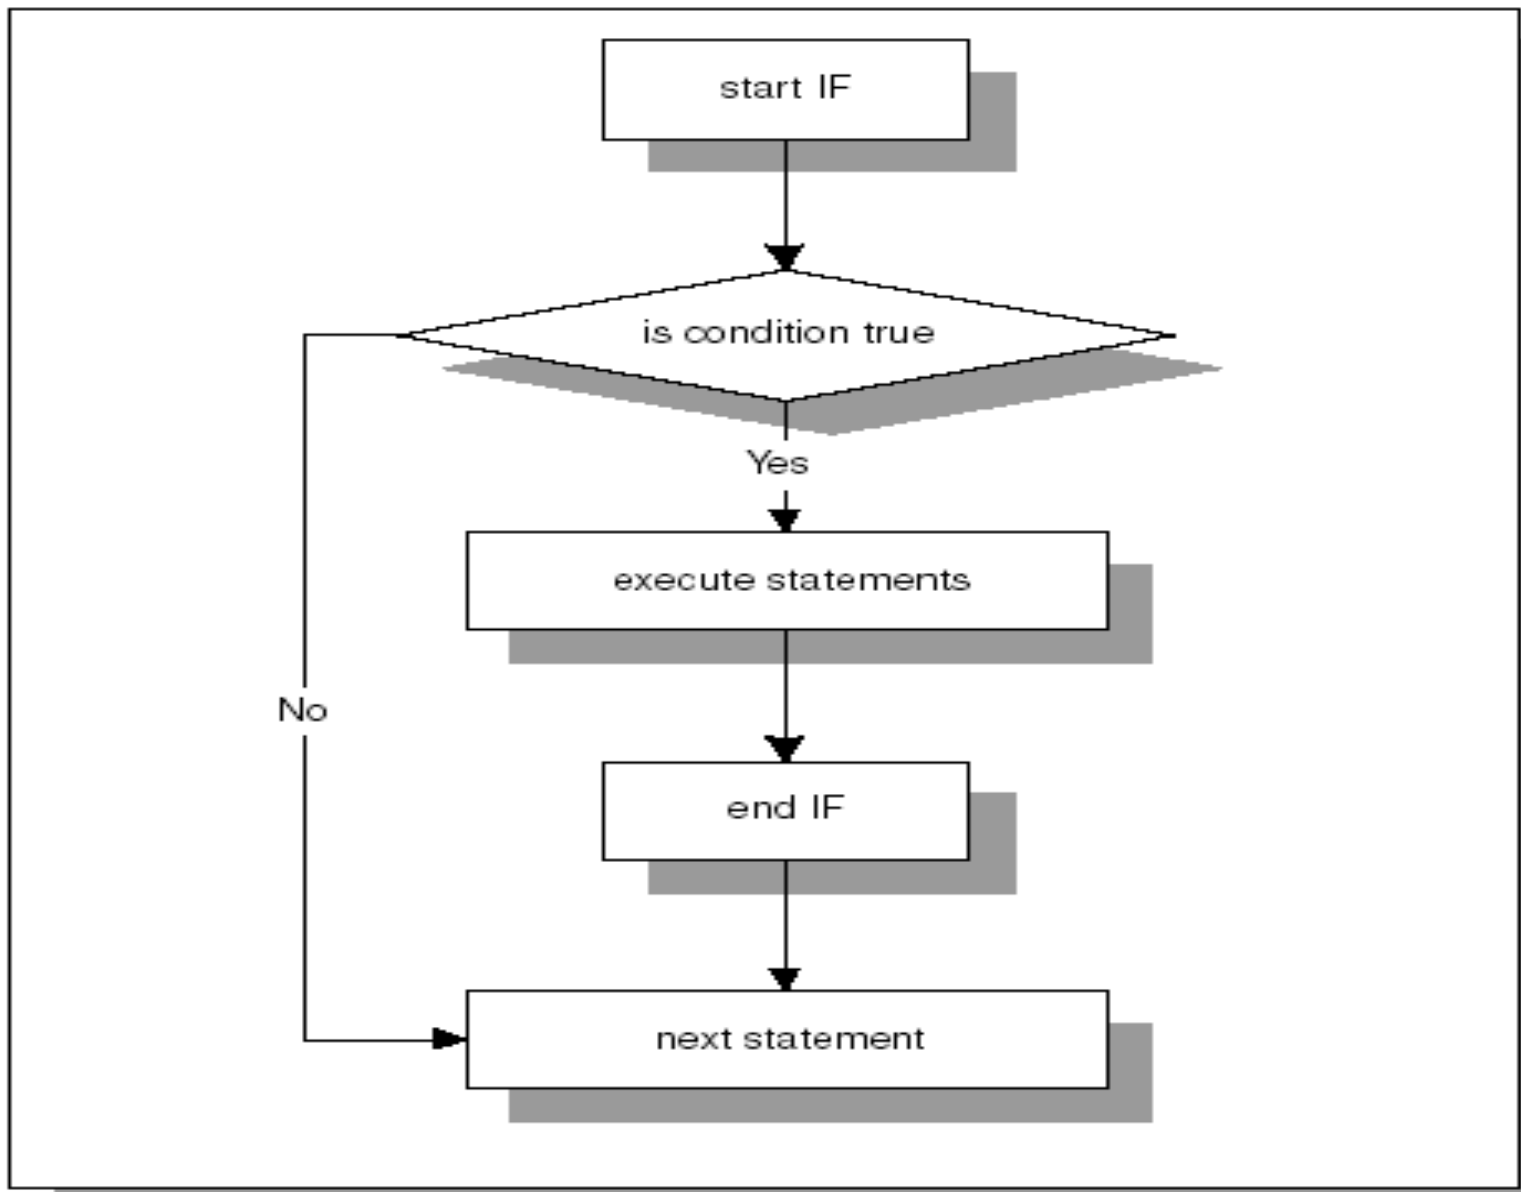 start IF
is condition true
Yes
execute statements
No
end IF
next statement